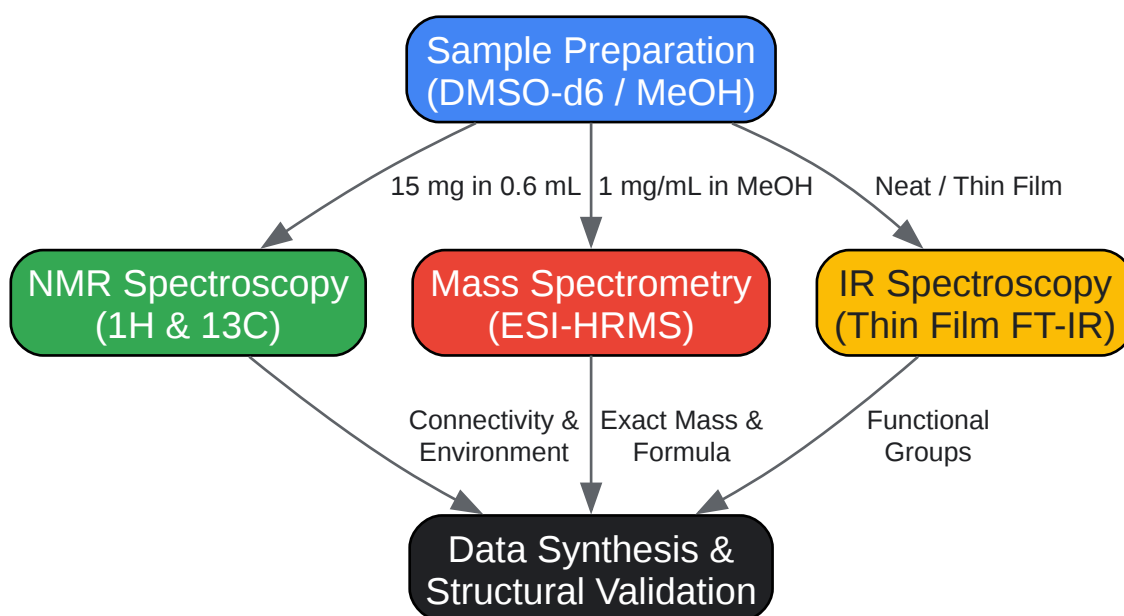 Sample Preparation
(DMSO-d6 / MeOH)
15 mg in 0.6 mL
1 mg/mL in MeOH
Neat / Thin Film
NMR Spectroscopy
(1H & 13C)
Mass Spectrometry
(ESI-HRMS)
IR Spectroscopy
(Thin Film FT-IR)
Connectivity &
Environment
Exact Mass &
Formula
Functional
Groups
Data Synthesis &
Structural Validation